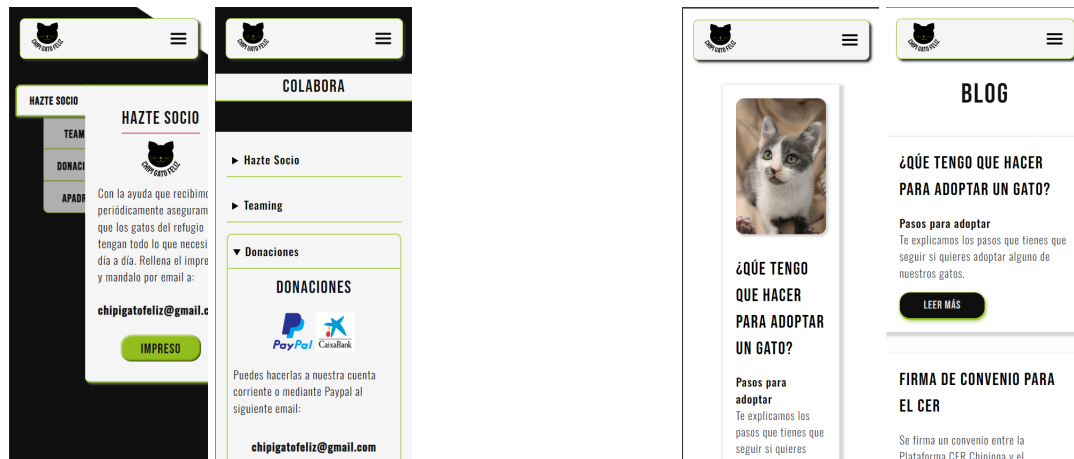 CHIPI GATO FELIZ
HAZTE SOCIO
TEAM
DONACI
APADR
HAZTE SOCIO
CHIPI GATO FELIZ
Con la ayuda que recibimo
periódicamente aseguram
que los gatos del refugio
tengan todo lo que necesi
día a día. Rellena el impre
y mandalo por email a:
chipigatofeliz@gmail.c
IMPRESO
CHIPI GATO FELIZ
COLABORA
▶ Hazte Socio
▶ Teaming
▼ Donaciones
DONACIONES
PayPal CaixaBank
Puedes hacerlas a nuestra cuenta
corriente o mediante Paypal al
siguiente email:
chipigatofeliz@gmail.com
CHIPI GATO FELIZ
¿QÚE TENGO
QUE HACER
PARA ADOPTAR
UN GATO?
Pasos para
adoptar
Te explicamos los
pasos que tienes que
seguir si quieres
CHIPI GATO FELIZ
BLOG
¿QÚE TENGO QUE HACER
PARA ADOPTAR UN GATO?
Pasos para adoptar
Te explicamos los pasos que tienes que
seguir si quieres adoptar alguno de
nuestros gatos.
LEER MÁS
FIRMA DE CONVENIO PARA
EL CER
Se firma un convenio entre la
Plataforma CER Chipiona y el